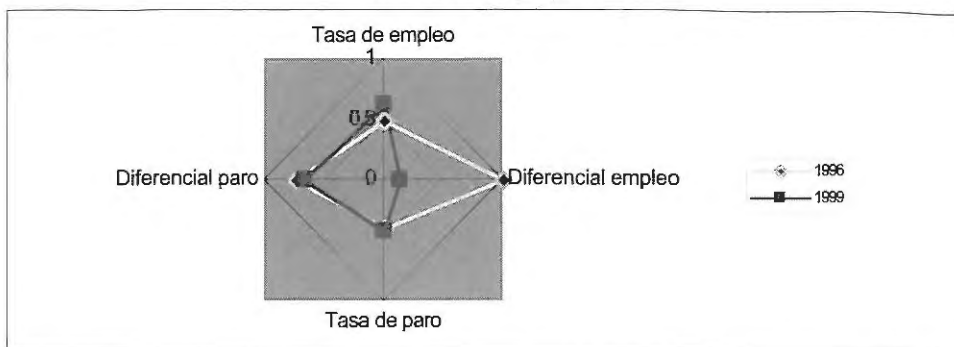 Tasa de empleo
1
Diferencial paro
0
Diferencial empleo
Tasa de paro
1996
1999